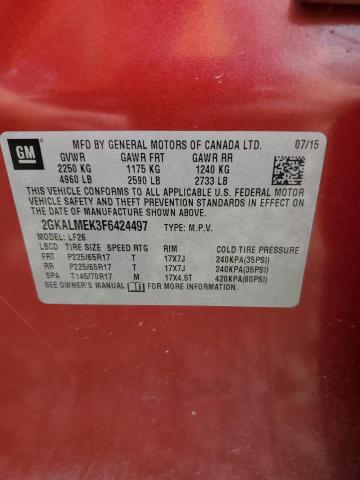 GM
MFD BY GENERAL MOTORS OF CANADA LTD. 07/15
GVWR GAWR FRT GAWR RR
2250 KG 1175 KG 1240 KG
4960 LB 2590 LB 2733 LB
THIS VEHICLE CONFORMS TO ALL APPLICABLE U.S. FEDERAL MOTOR
VEHICLE SAFETY AND THEFT PREVENTION STANDARDS IN EFFECT ON
THE DATE OF MANUFACTURE SHOWN ABOVE.
2GKALMEK3F6424497 TYPE: M.P.V.
MODEL: LF26
LBCD TIRE SIZE SPEED RTG RIM COLD TIRE PRESSURE
FRT P225/65R17 T 17X7J 240KPA(35PSI)
RR P225/65R17 T 17X7J 240KPA(35PSI)
SPA T145/70R17 M 17X4.5T 420KPA(60PSI)
SEE OWNER'S MANUAL FOR MORE INFORMATION